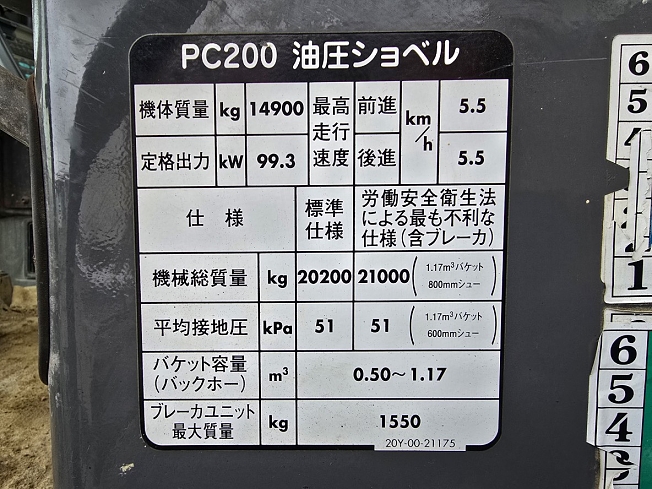 PC200 油圧ショベル
機体質量 kg 14900 最高走行速度 前進 km/h 5.5
定格出力 kW 99.3 後進 5.5
仕様 標準仕様 労働安全衛生法による最も不利な仕様(含ブレーカ)
機械総質量 kg 20200 21000 (1.17m³バケット 800mmシュー)
平均接地圧 kPa 51 51 (1.17m³バケット 600mmシュー)
バケット容量(バックホー) m³ 0.50～1.17
ブレーカユニット最大質量 kg 1550
20Y-00-21175
6
5
1
6
5
4